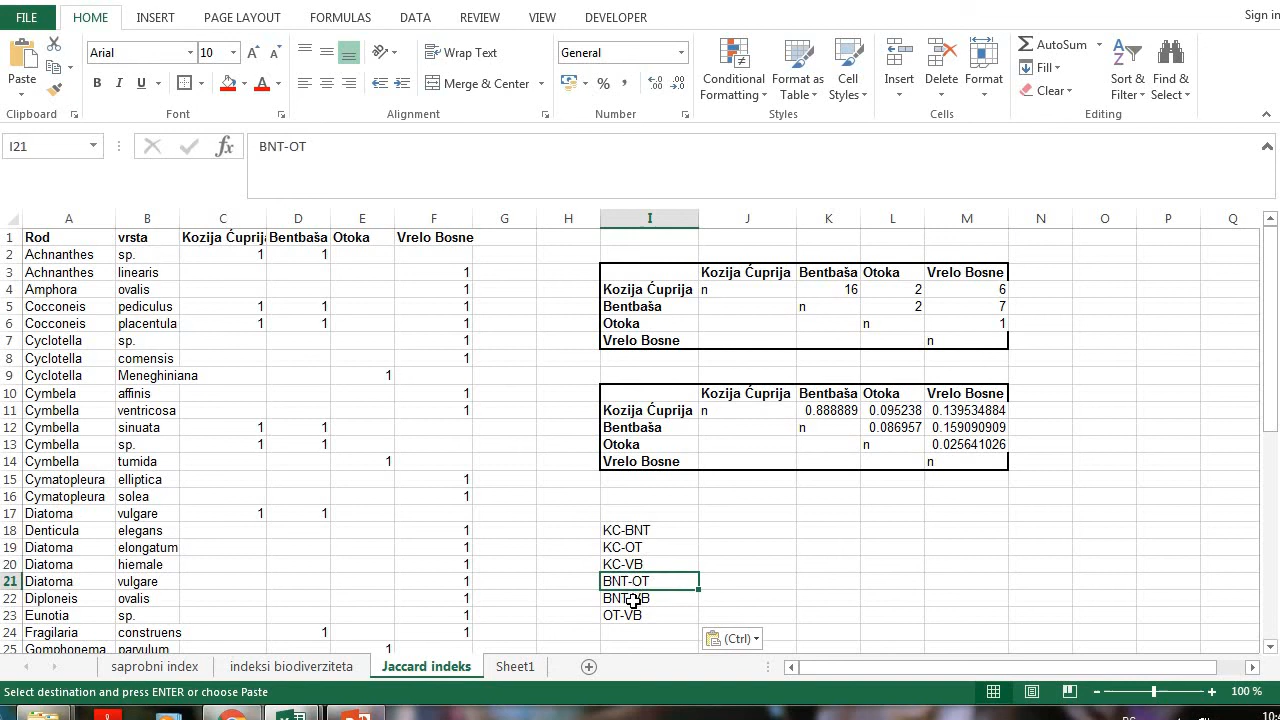 FILE HOME INSERT PAGE LAYOUT FORMULAS DATA REVIEW VIEW DEVELOPER Sign in
Paste Arial 10 A A Wrap Text General Conditional Formatting Format as Table Cell Styles Insert Delete Format AutoSum Sort & Filter Find & Select
B I U A Merge & Center % Fill
Clear
Clipboard Font Alignment Number Styles Cells Editing
I21 fx BNT-OT
A B C D E F G H I J K L M N O P Q
1 Rod vrsta Kozija Ćuprija Bentbaša Otoka Vrelo Bosne
2 Achnanthes sp. 1 1
3 Achnanthes linearis 1 Kozija Ćuprija Bentbaša Otoka Vrelo Bosne
4 Amphora ovalis 1 Kozija Ćuprija n 16 2 6
5 Cocconeis pediculus 1 1 1 Bentbaša n 2 7
6 Cocconeis placentula 1 1 1 Otoka n 1
7 Cyclotella sp. 1 Vrelo Bosne n
8 Cyclotella comensis 1
9 Cyclotella Meneghiniana 1
10 Cymbela affinis 1 Kozija Ćuprija Bentbaša Otoka Vrelo Bosne
11 Cymbella ventricosa 1 Kozija Ćuprija n 0.888889 0.095238 0.139534884
12 Cymbella sinuata 1 1 Bentbaša n 0.086957 0.159090909
13 Cymbella sp. 1 1 Otoka n 0.025641026
14 Cymbella tumida 1 Vrelo Bosne n
15 Cymatopleura elliptica 1
16 Cymatopleura solea 1
17 Diatoma vulgare 1 1
18 Denticula elegans 1 KC-BNT
19 Diatoma elongatum 1 KC-OT
20 Diatoma hiemale 1 KC-VB
21 Diatoma vulgare 1 BNT-OT
22 Diploneis ovalis 1 BNT-VB
23 Eunotia sp. 1 OT-VB
24 Fragilaria construens 1 1 (Ctrl)
25 Gomphonema parvulum 1
saprobni index indeksi biodiverziteta Jaccard indeks Sheet1
Select destination and press ENTER or choose Paste 100 %